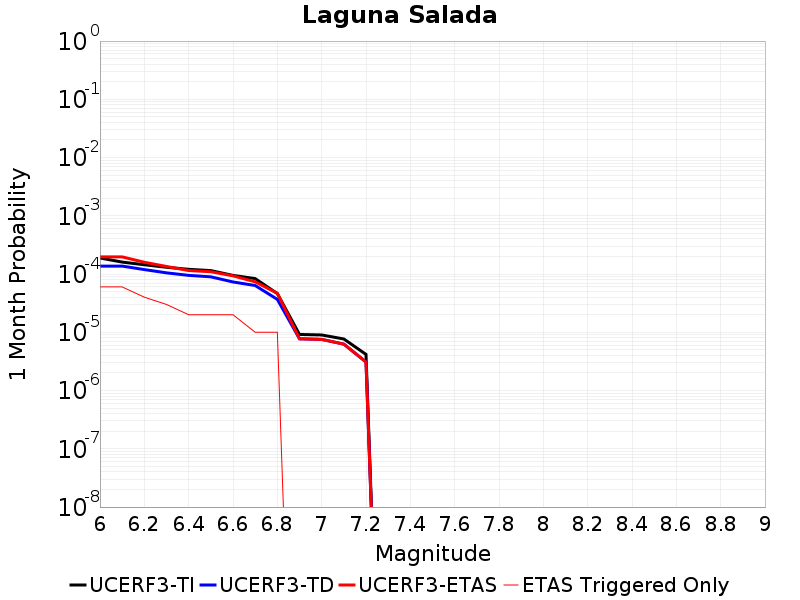 Laguna Salada
1 Month Probability
10^0
10^-1
10^-2
10^-3
10^-4
10^-5
10^-6
10^-7
10^-8
6 6.2 6.4 6.6 6.8 7 7.2 7.4 7.6 7.8 8 8.2 8.4 8.6 8.8 9
Magnitude
UCERF3-TI UCERF3-TD UCERF3-ETAS ETAS Triggered Only